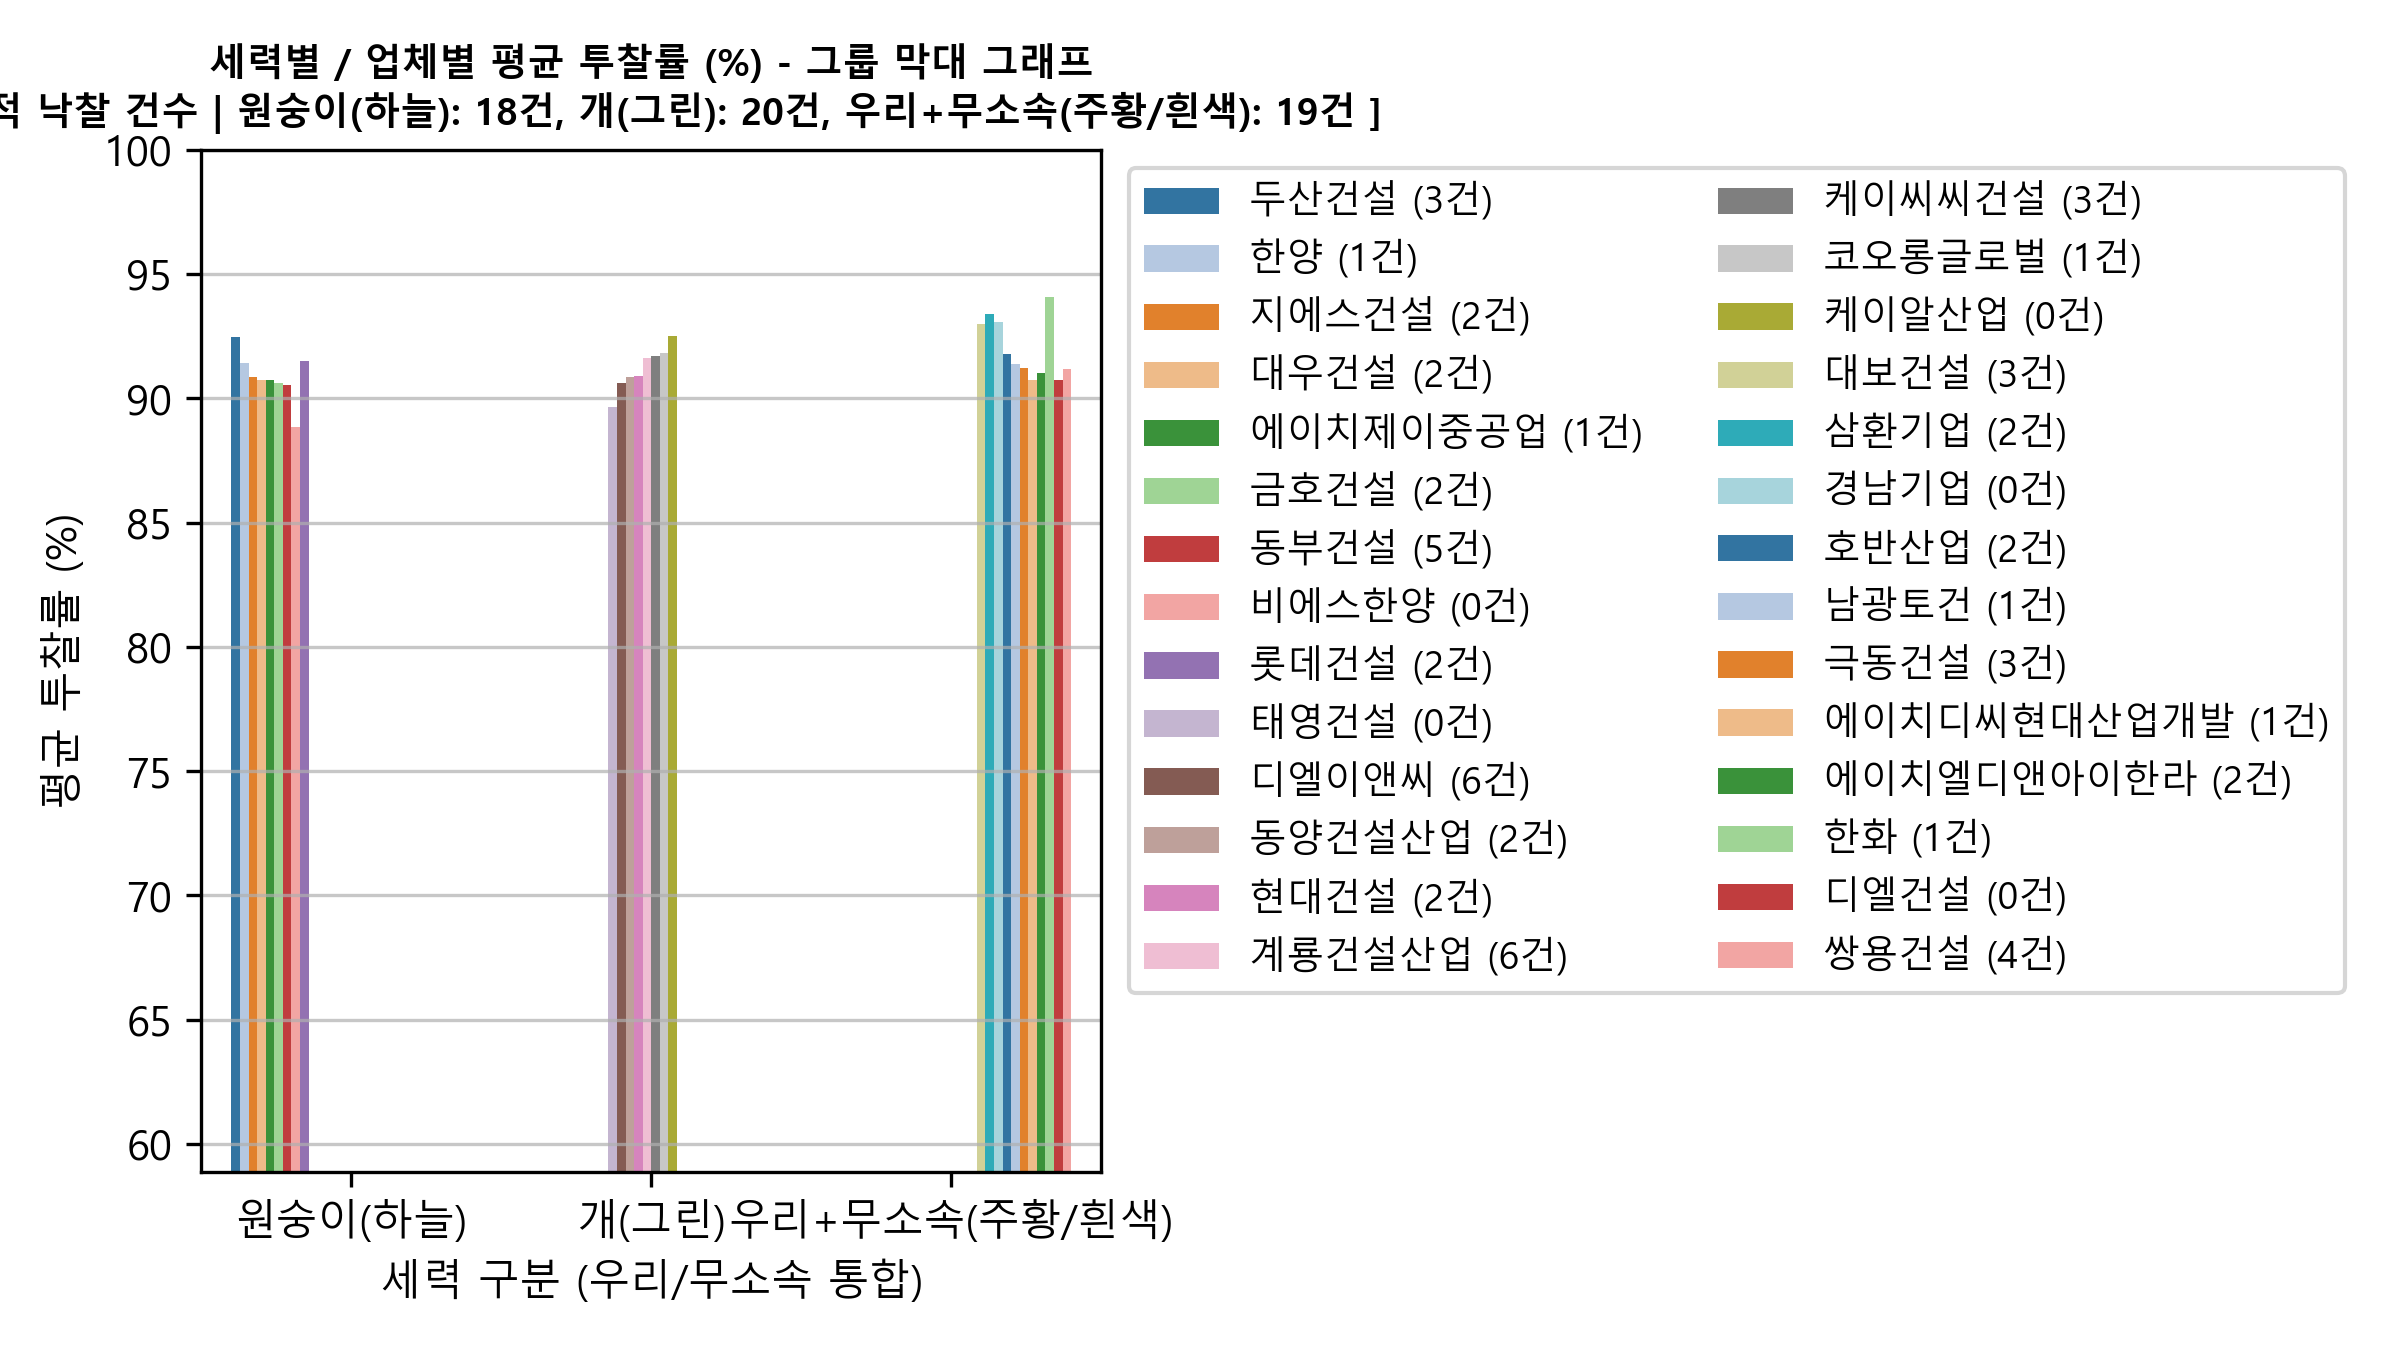 세력별 / 업체별 평균 투찰률 (%) - 그룹 막대 그래프
적 낙찰 건수 | 원숭이(하늘): 18건, 개(그린): 20건, 우리+무소속(주황/흰색): 19건 ]
100
95
90
85
80
75
70
65
60
평균 투찰률 (%)
원숭이(하늘)
개(그린)
우리+무소속(주황/흰색)
세력 구분 (우리/무소속 통합)
두산건설 (3건)
한양 (1건)
지에스건설 (2건)
대우건설 (2건)
에이치제이중공업 (1건)
금호건설 (2건)
동부건설 (5건)
비에스한양 (0건)
롯데건설 (2건)
태영건설 (0건)
디엘이앤씨 (6건)
동양건설산업 (2건)
현대건설 (2건)
계룡건설산업 (6건)
케이씨씨건설 (3건)
코오롱글로벌 (1건)
케이알산업 (0건)
대보건설 (3건)
삼환기업 (2건)
경남기업 (0건)
호반산업 (2건)
남광토건 (1건)
극동건설 (3건)
에이치디씨현대산업개발 (1건)
에이치엘디앤아이한라 (2건)
한화 (1건)
디엘건설 (0건)
쌍용건설 (4건)